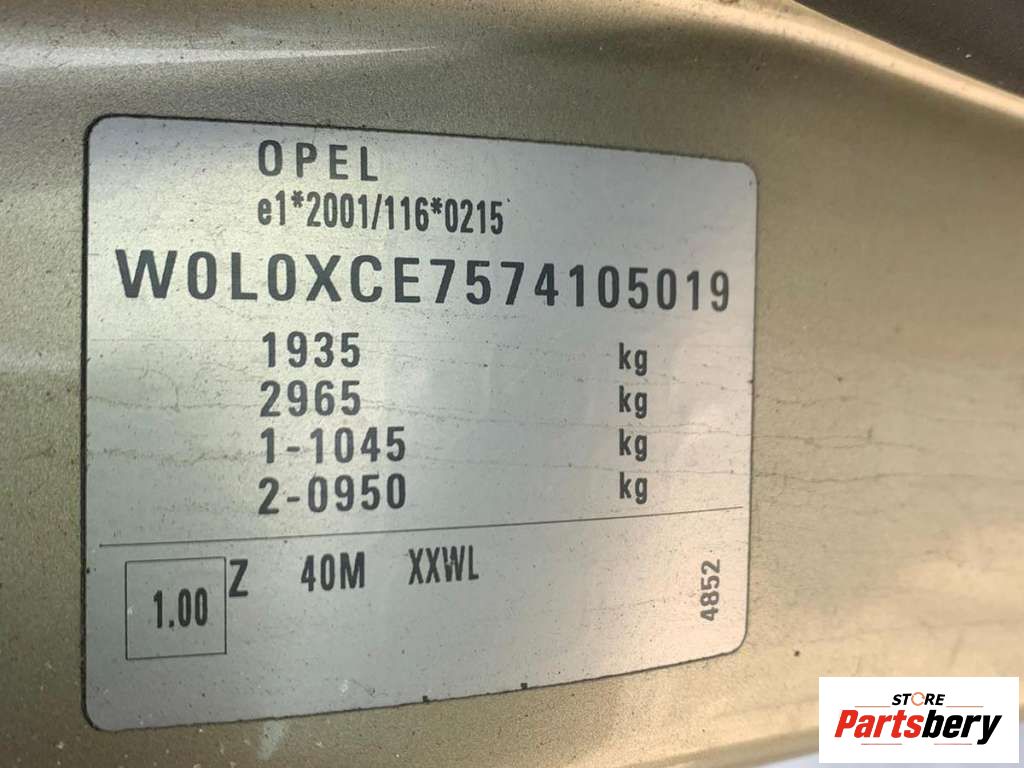 OPEL
e1*2001/116*0215
W0L0XCE7574105019
1935 kg
2965 kg
1-1045 kg
2-0950 kg
1.00 Z 40M XXWL
4852
STORE
Partsbery